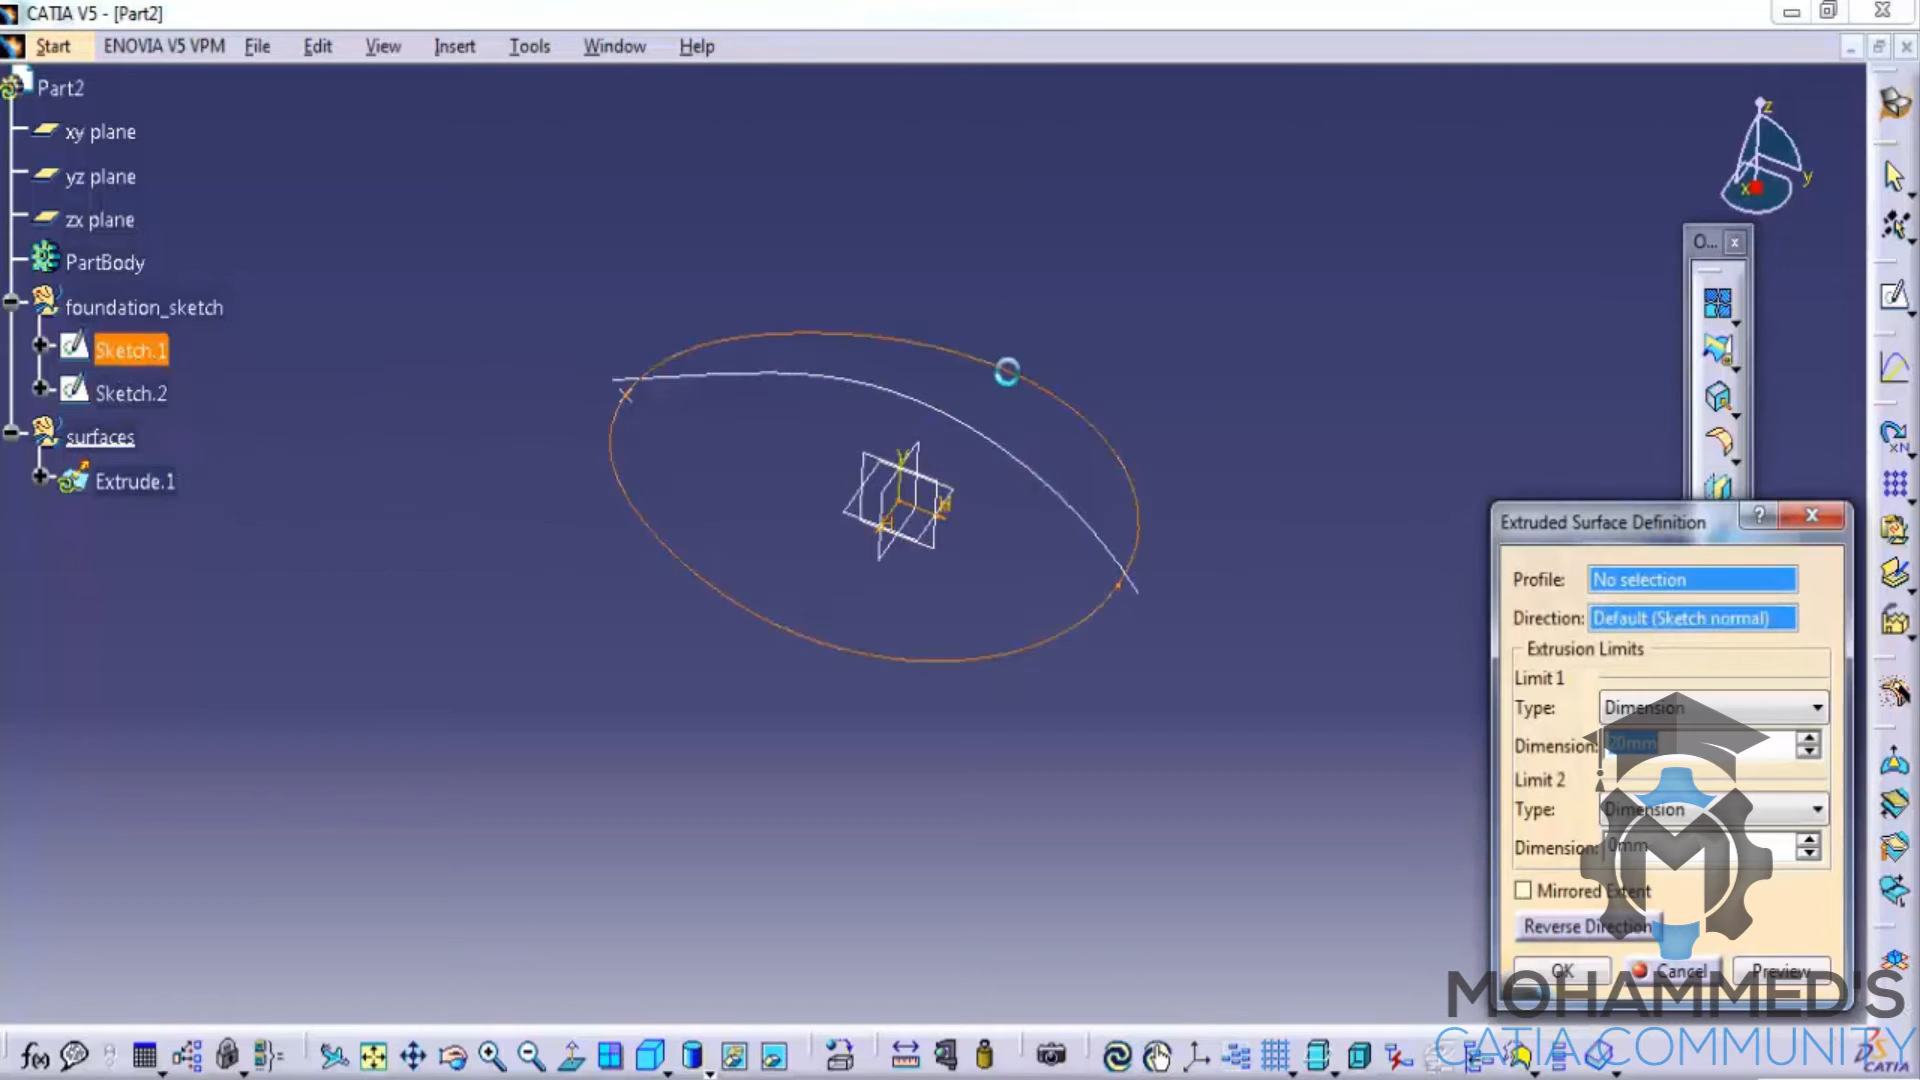 CATIA V5 - [Part2]
Start ENOVIA V5 VPM File Edit View Insert Tools Window Help
Part2
xy plane
yz plane
zx plane
PartBody
foundation_sketch
Sketch.1
Sketch.2
surfaces
Extrude.1
z
y
x
O...
Extruded Surface Definition
Profile: No selection
Direction: Default (Sketch normal)
Extrusion Limits
Limit 1
Type: Dimension
Dimension: 20mm
Limit 2
Type: Dimension
Dimension: 0mm
Mirrored Extent
Reverse Direction
OK Cancel Preview
MOHAMMED'S
CATIA COMMUNITY
f(x)
CATIA